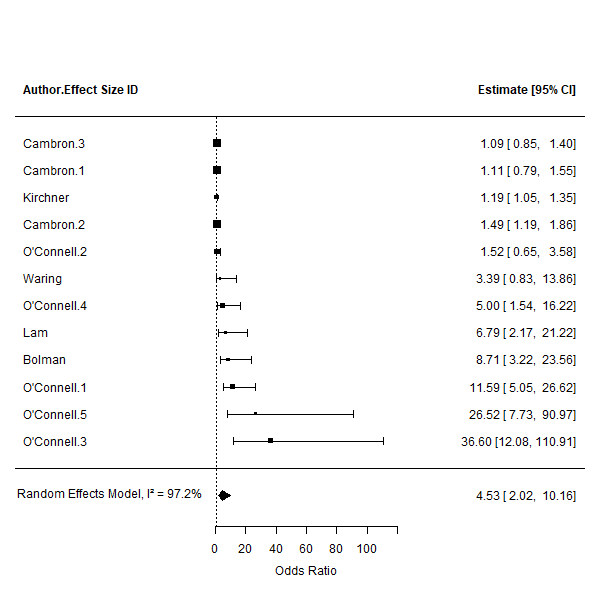 Author.Effect Size ID Estimate [95% CI]
Cambron.3 1.09 [ 0.85, 1.40]
Cambron.1 1.11 [ 0.79, 1.55]
Kirchner 1.19 [ 1.05, 1.35]
Cambron.2 1.49 [ 1.19, 1.86]
O'Connell.2 1.52 [ 0.65, 3.58]
Waring 3.39 [ 0.83, 13.86]
O'Connell.4 5.00 [ 1.54, 16.22]
Lam 6.79 [ 2.17, 21.22]
Bolman 8.71 [ 3.22, 23.56]
O'Connell.1 11.59 [ 5.05, 26.62]
O'Connell.5 26.52 [ 7.73, 90.97]
O'Connell.3 36.60 [12.08, 110.91]
Random Effects Model, I² = 97.2% 4.53 [ 2.02, 10.16]
0 20 40 60 80 100
Odds Ratio